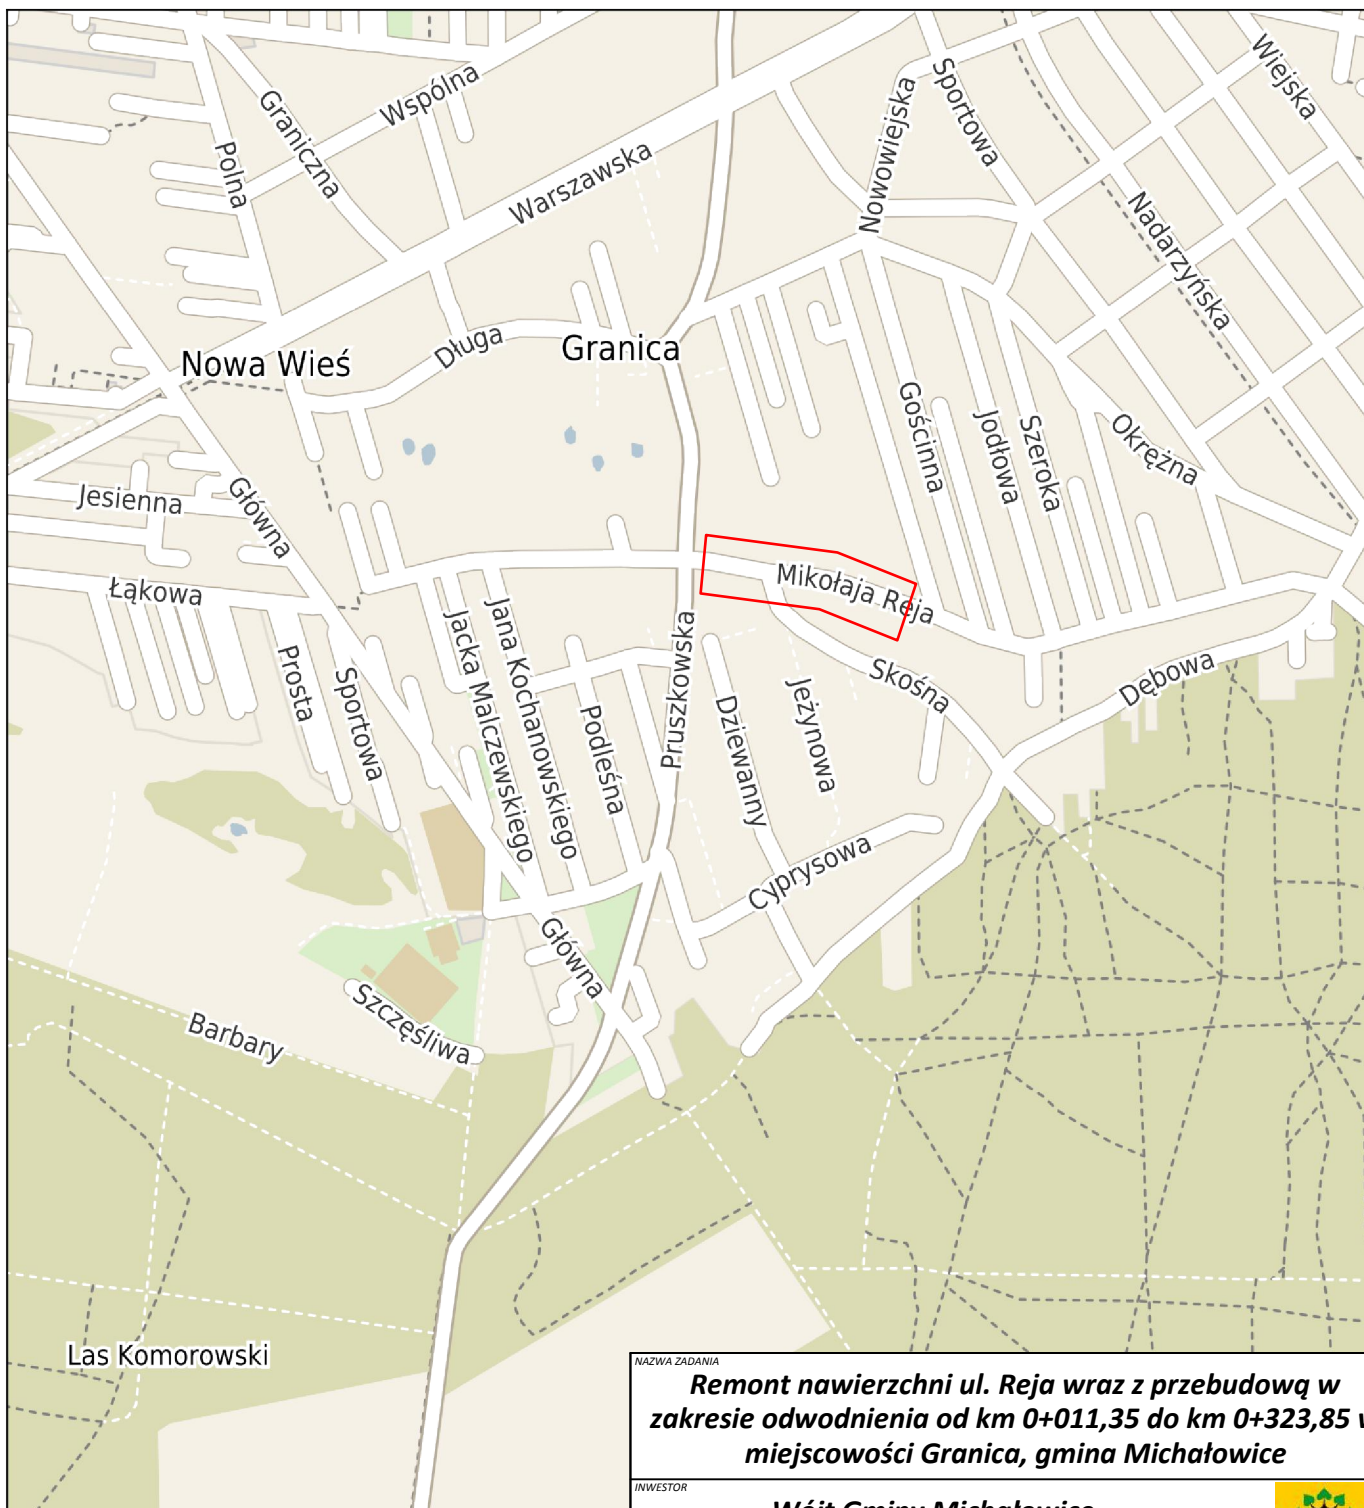 Wspólna
Graniczna
Polna
Warszawska
Nowowiejska
Sportowa
Wiejska
Nadarzyńska
Nowa Wieś
Długa
Granica
Gościnna
Jodłowa
Szeroka
Okrężna
Jesienna
Główna
Łąkowa
Mikołaja Reja
Prosta
Sportowa
Jacka Malczewskiego
Jana Kochanowskiego
Podleśna
Pruszkowska
Dziewanny
Jeżynowa
Skośna
Dębowa
Cyprysowa
Główna
Szczęśliwa
Barbary
Las Komorowski
NAZWA ZADANIA
Remont nawierzchni ul. Reja wraz z przebudową w
zakresie odwodnienia od km 0+011,35 do km 0+323,85
miejscowości Granica, gmina Michałowice
INWESTOR
Wójt Gminy Michałowice